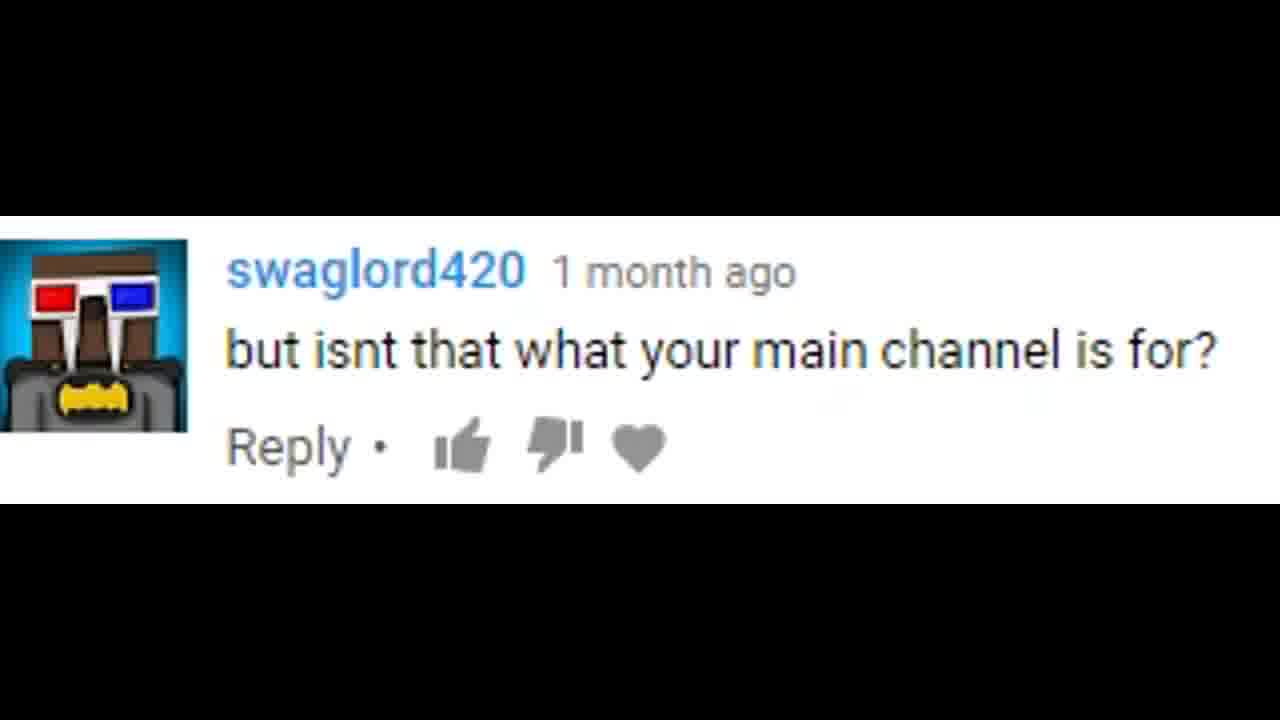 swaglord420 1 month ago
but isnt that what your main channel is for?
Reply •